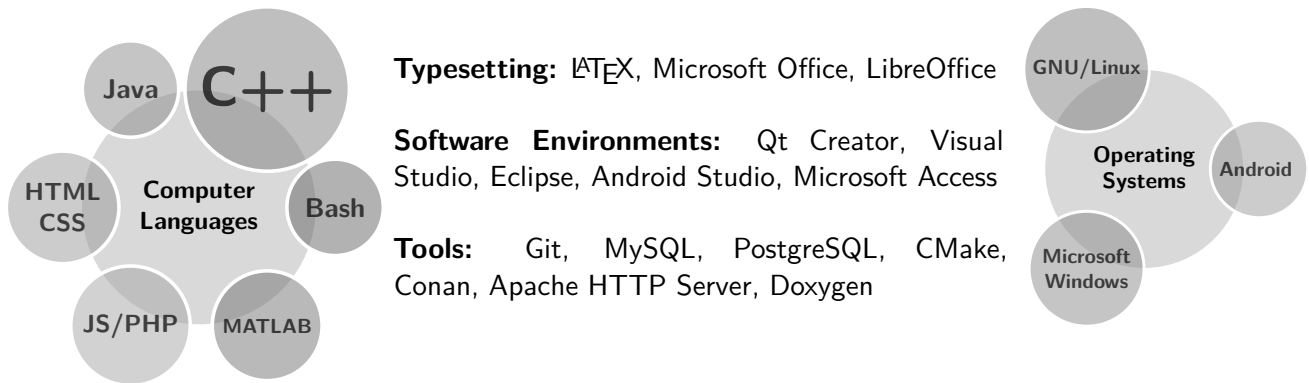 C++
Java
HTML
CSS
Computer
Languages
Bash
JS/PHP
MATLAB
Typesetting: LATEX, Microsoft Office, LibreOffice
Software Environments: Qt Creator, Visual
Studio, Eclipse, Android Studio, Microsoft Access
Tools: Git, MySQL, PostgreSQL, CMake,
Conan, Apache HTTP Server, Doxygen
GNU/Linux
Operating
Systems
Android
Microsoft
Windows